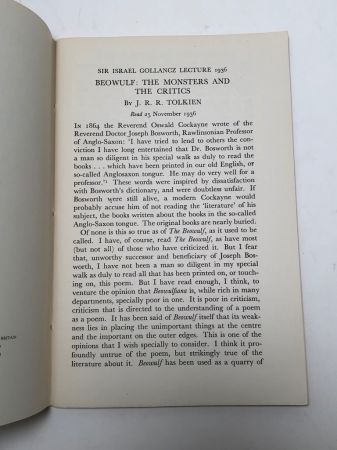 SIR ISRAEL GOLLANCZ LECTURE 1936
BEOWULF: THE MONSTERS AND
THE CRITICS
By J. R. R. TOLKIEN
Read 25 November 1936
IN 1864 the Reverend Oswald Cockayne wrote of the
Reverend Doctor Joseph Bosworth, Rawlinsonian Professor
of Anglo-Saxon: 'I have tried to lend to others the con-
viction I have long entertained that Dr. Bosworth is not
a man so diligent in his special walk as duly to read the
books . . . which have been printed in our old English, or
so-called Anglosaxon tongue. He may do very well for a
professor.'¹ These words were inspired by dissatisfaction
with Bosworth's dictionary, and were doubtless unfair. If
Bosworth were still alive, a modern Cockayne would
probably accuse him of not reading the 'literature' of his
subject, the books written about the books in the so-called
Anglo-Saxon tongue. The original books are nearly buried.
Of none is this so true as of The Beowulf, as it used to be
called. I have, of course, read The Beowulf, as have most
(but not all) of those who have criticized it. But I fear
that, unworthy successor and beneficiary of Joseph Bos-
worth, I have not been a man so diligent in my special
walk as duly to read all that has been printed on, or touch-
ing on, this poem. But I have read enough, I think, to
venture the opinion that Beowulfiana is, while rich in many
departments, specially poor in one. It is poor in criticism,
criticism that is directed to the understanding of a poem
as a poem. It has been said of Beowulf itself that its weak-
ness lies in placing the unimportant things at the centre
and the important on the outer edges. This is one of the
opinions that I wish specially to consider. I think it pro-
foundly untrue of the poem, but strikingly true of the
literature about it. Beowulf has been used as a quarry of
BRITAIN